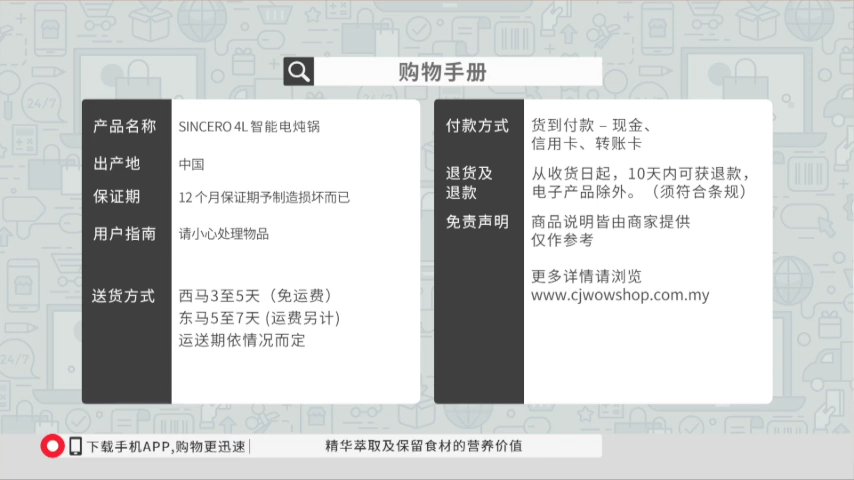 购物手册
产品名称 SINCERO 4L 智能电炖锅
出产地 中国
保证期 12 个月保证期予制造损坏而已
用户指南 请小心处理物品
送货方式 西马3至5天（免运费）
东马5至7天 (运费另计)
运送期依情况而定
付款方式 货到付款 – 现金、
信用卡、转账卡
退货及 从收货日起，10天内可获退款，
退款 电子产品除外。（须符合条规）
免责声明 商品说明皆由商家提供
仅作参考
更多详情请浏览
www.cjwowshop.com.my
下载手机APP,购物更迅速 精华萃取及保留食材的营养价值
24/7
24/7